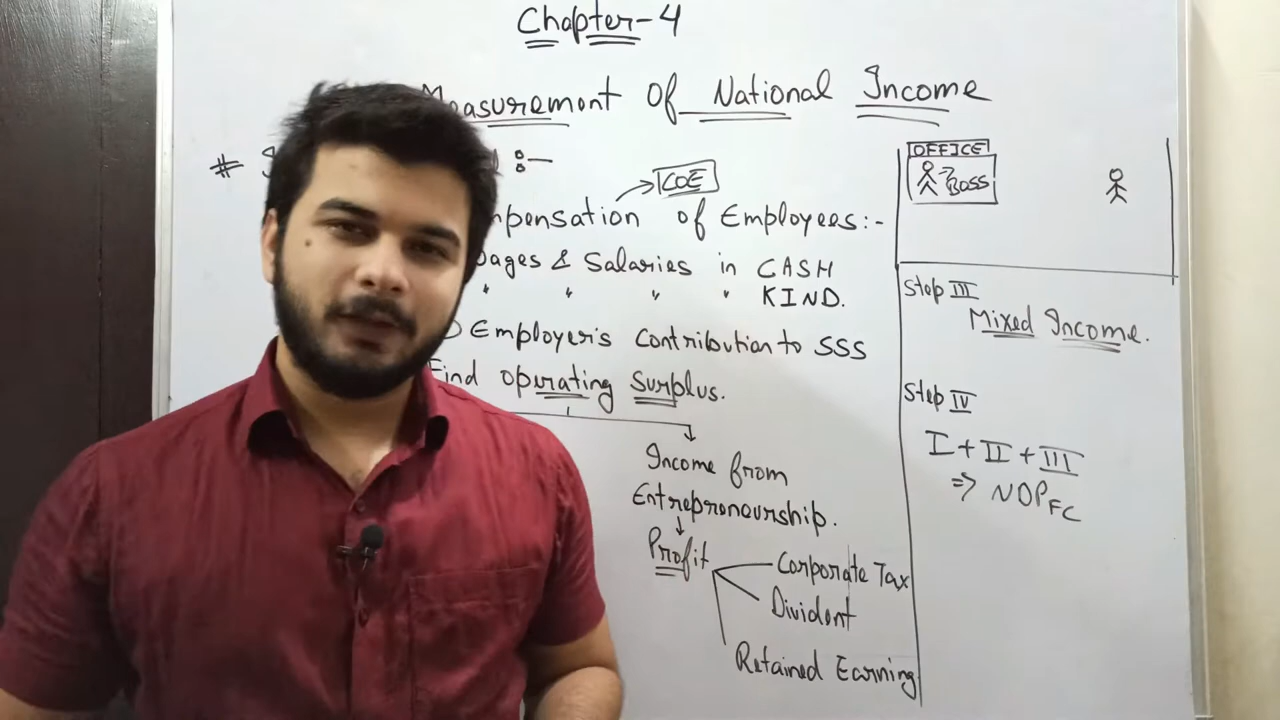 Chapter-4
Measurement Of National Income
#
:-
COE
mpensation of Employees:-
ages & Salaries in CASH
" " " " KIND.
Employer's Contribution to SSS
Find operating Surplus.
Income from
Entrepreneurship.
Profit
Corporate Tax
Divident
Retained Earning
OFFICE
Boss
Step III
Mixed Income.
Step IV
I + II + III
⇒ NDPFC